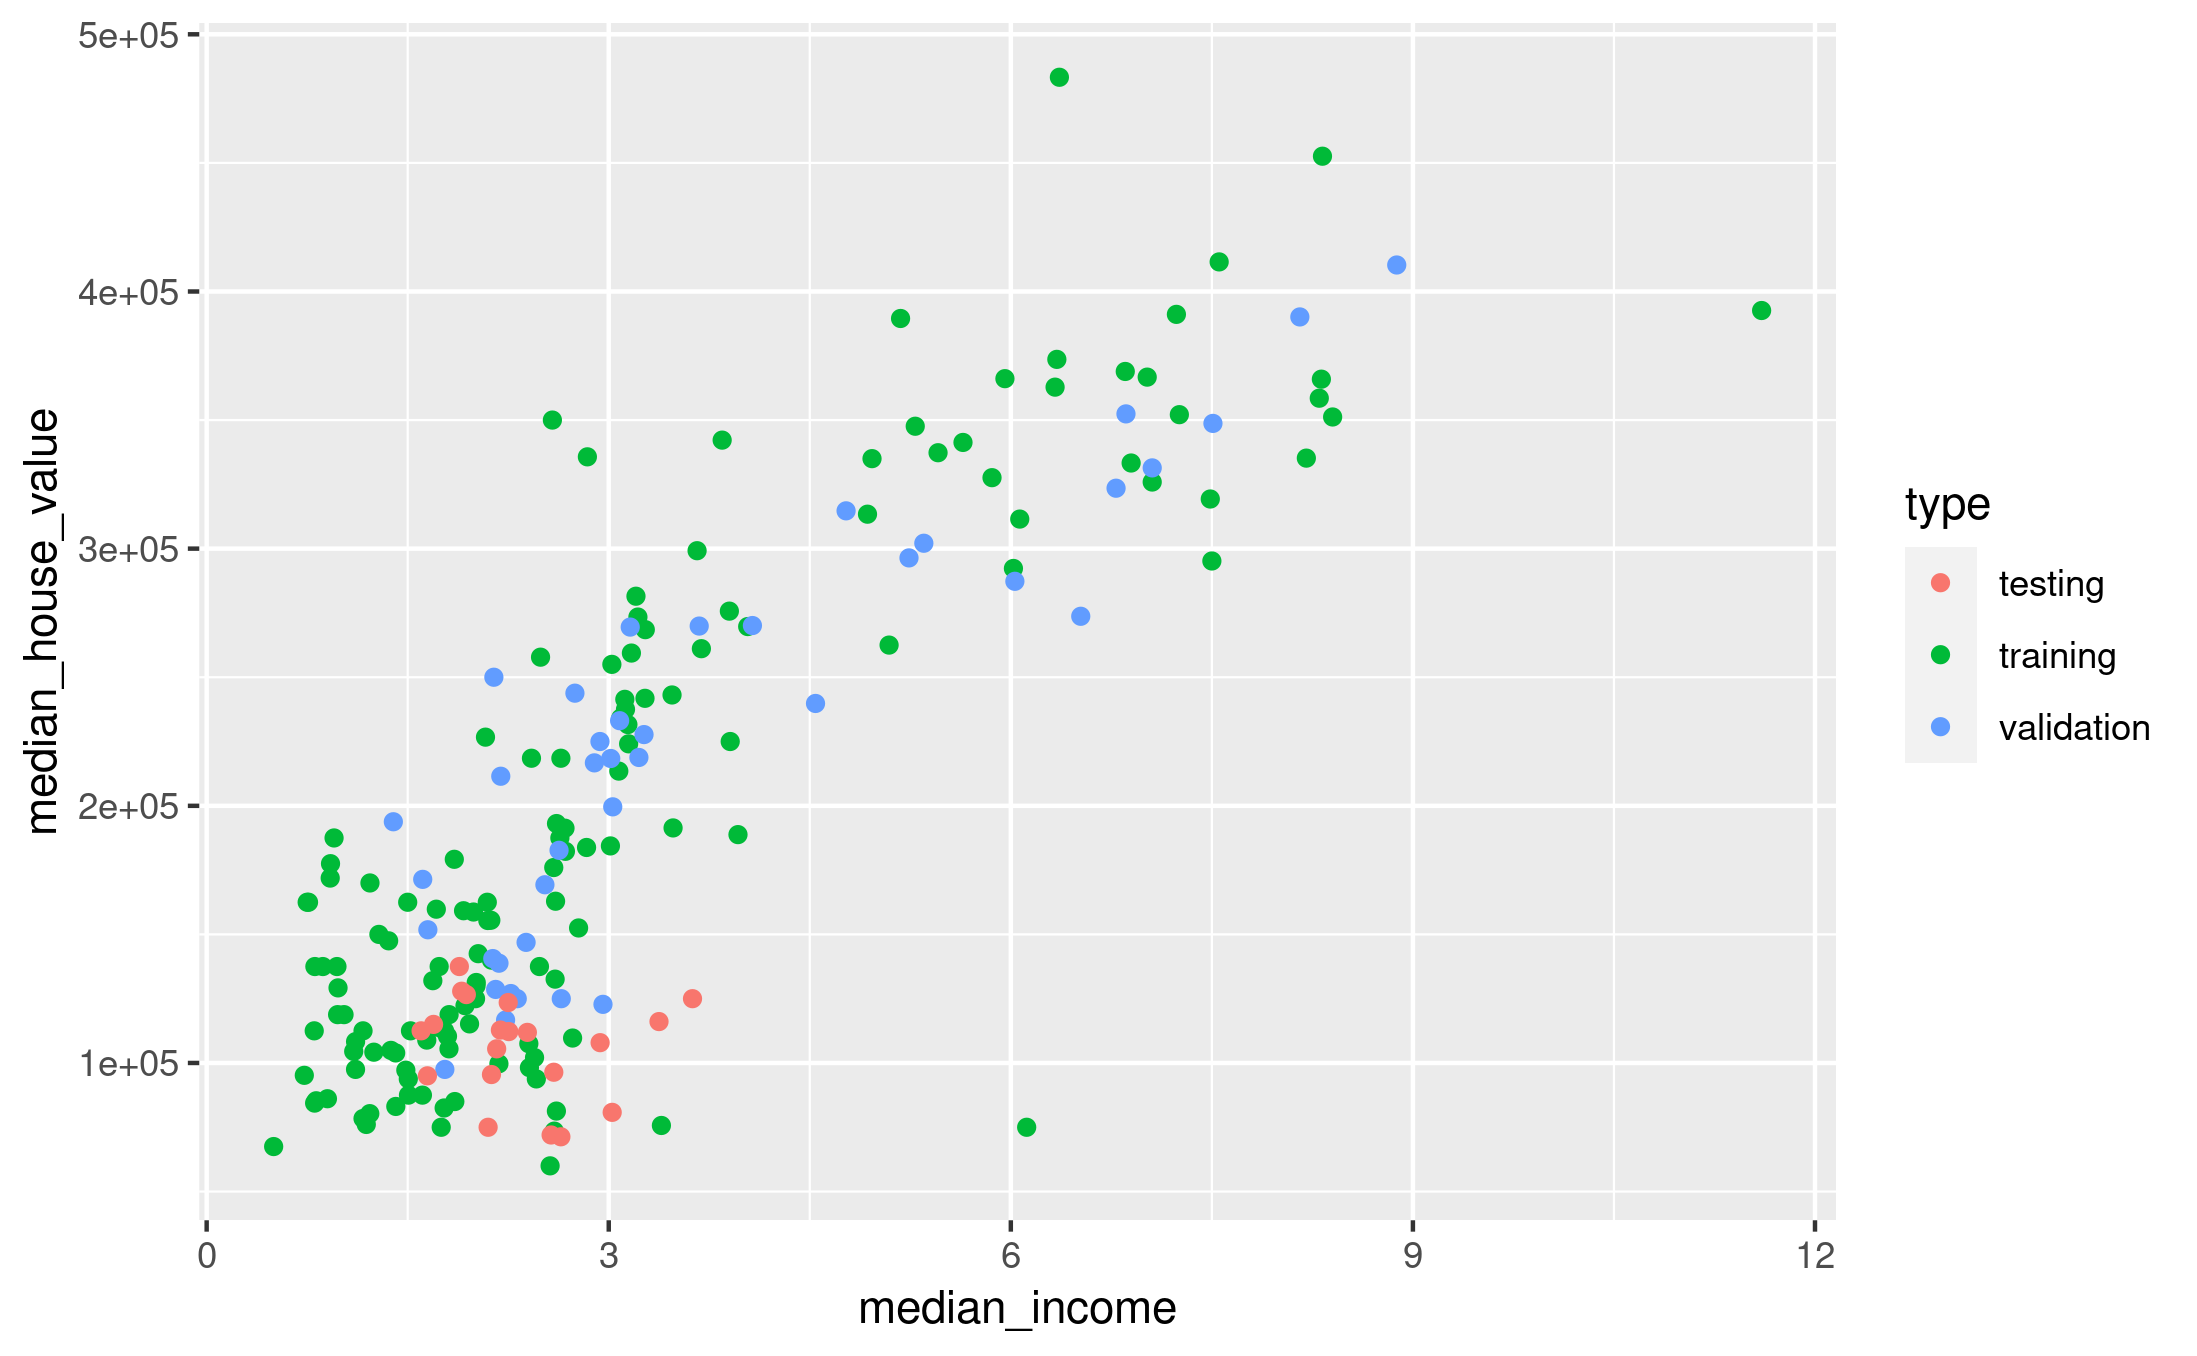 median_house_value
5e+05
4e+05
3e+05
2e+05
1e+05
0
3
6
9
12
median_income
type
testing
training
validation